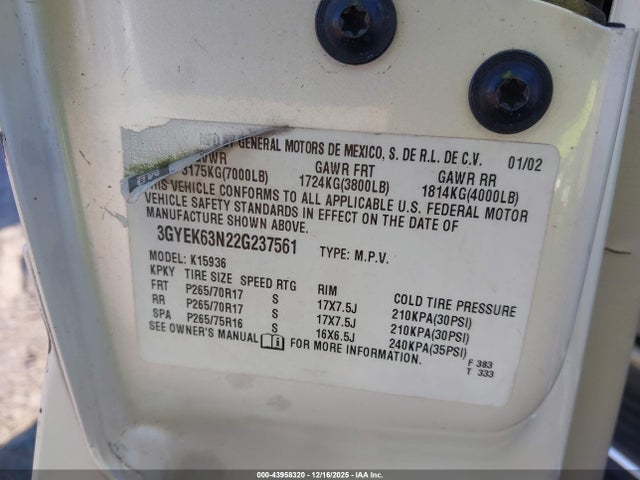 BY GENERAL MOTORS DE MEXICO, S. DE R.L. DE C.V. 01/02
GVWR GAWR FRT GAWR RR
3175KG(7000LB) 1724KG(3800LB) 1814KG(4000LB)
GM
THIS VEHICLE CONFORMS TO ALL APPLICABLE U.S. FEDERAL MOTOR
VEHICLE SAFETY STANDARDS IN EFFECT ON THE DATE OF
MANUFACTURE SHOWN ABOVE.
3GYEK63N22G237561 TYPE: M.P.V.
MODEL: K15936
KPKY TIRE SIZE SPEED RTG RIM COLD TIRE PRESSURE
FRT P265/70R17 S 17X7.5J 210KPA(30PSI)
RR P265/70R17 S 17X7.5J 210KPA(30PSI)
SPA P265/75R16 S 16X6.5J 240KPA(35PSI)
SEE OWNER'S MANUAL FOR MORE INFORMATION.
F 383
T 333
000-43958320 - 12/16/2025 - IAA Inc.